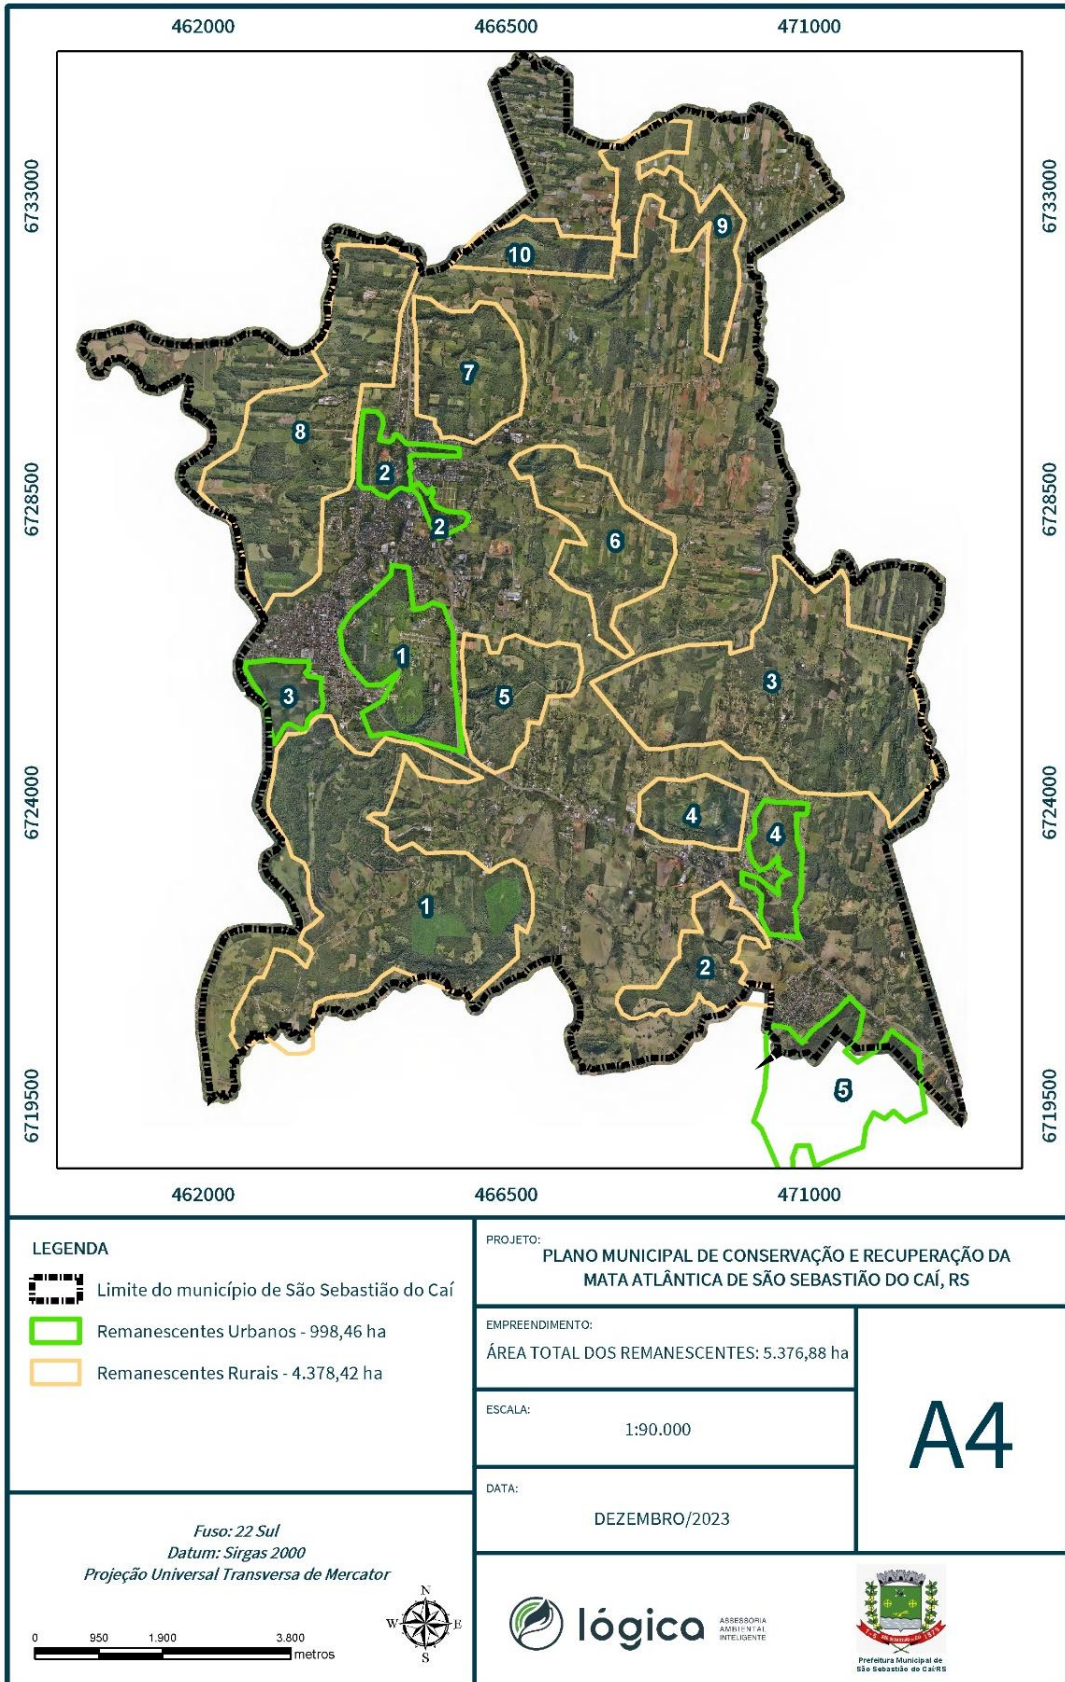 462000 466500 471000
6733000 6733000
6728500 6728500
6724000 6724000
6719500 6719500
9
10
7
8
2
2
6
1
3
5
3
4
4
1
2
5
462000 466500 471000
LEGENDA
Limite do município de São Sebastião do Caí
Remanescentes Urbanos - 998,46 ha
Remanescentes Rurais - 4.378,42 ha
PROJETO:
PLANO MUNICIPAL DE CONSERVAÇÃO E RECUPERAÇÃO DA
MATA ATLÂNTICA DE SÃO SEBASTIÃO DO CAÍ, RS
EMPREENDIMENTO:
ÁREA TOTAL DOS REMANESCENTES: 5.376,88 ha
ESCALA:
1:90.000
DATA:
DEZEMBRO/2023
A4
Fuso: 22 Sul
Datum: Sirgas 2000
Projeção Universal Transversa de Mercator
N
W E
S
0 950 1.900 3.800
metros
lógica
ASSESSORIA
AMBIENTAL
INTELIGENTE
Prefeitura Municipal de
São Sebastião do Caí/RS